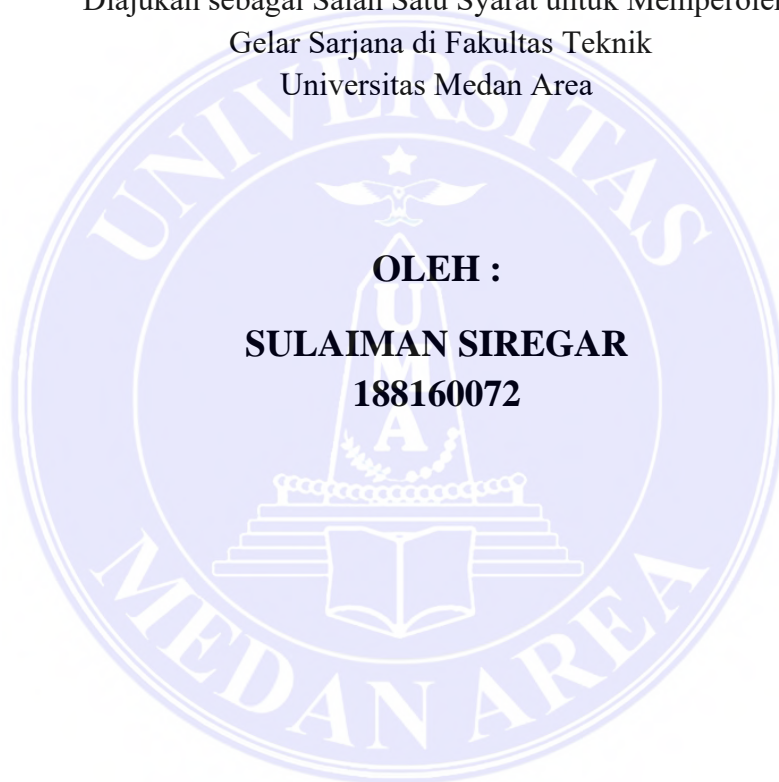 Diajukan sebagai Salah Satu Syarat untuk Memperoleh
Gelar Sarjana di Fakultas Teknik
Universitas Medan Area
UNIVERSITAS
OLEH :
SULAIMAN SIREGAR
188160072
UMA
MEDAN AREA